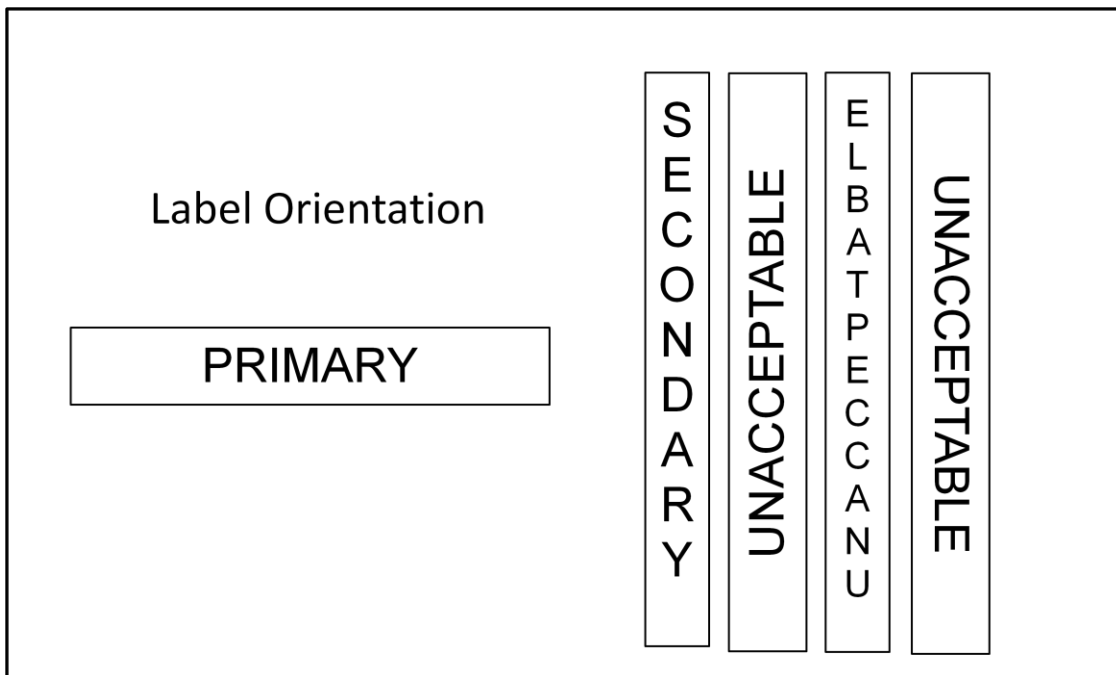 Label Orientation
PRIMARY
SECONDARY
UNACCEPTABLE
ELBATPECCANU
UNACCEPTABLE